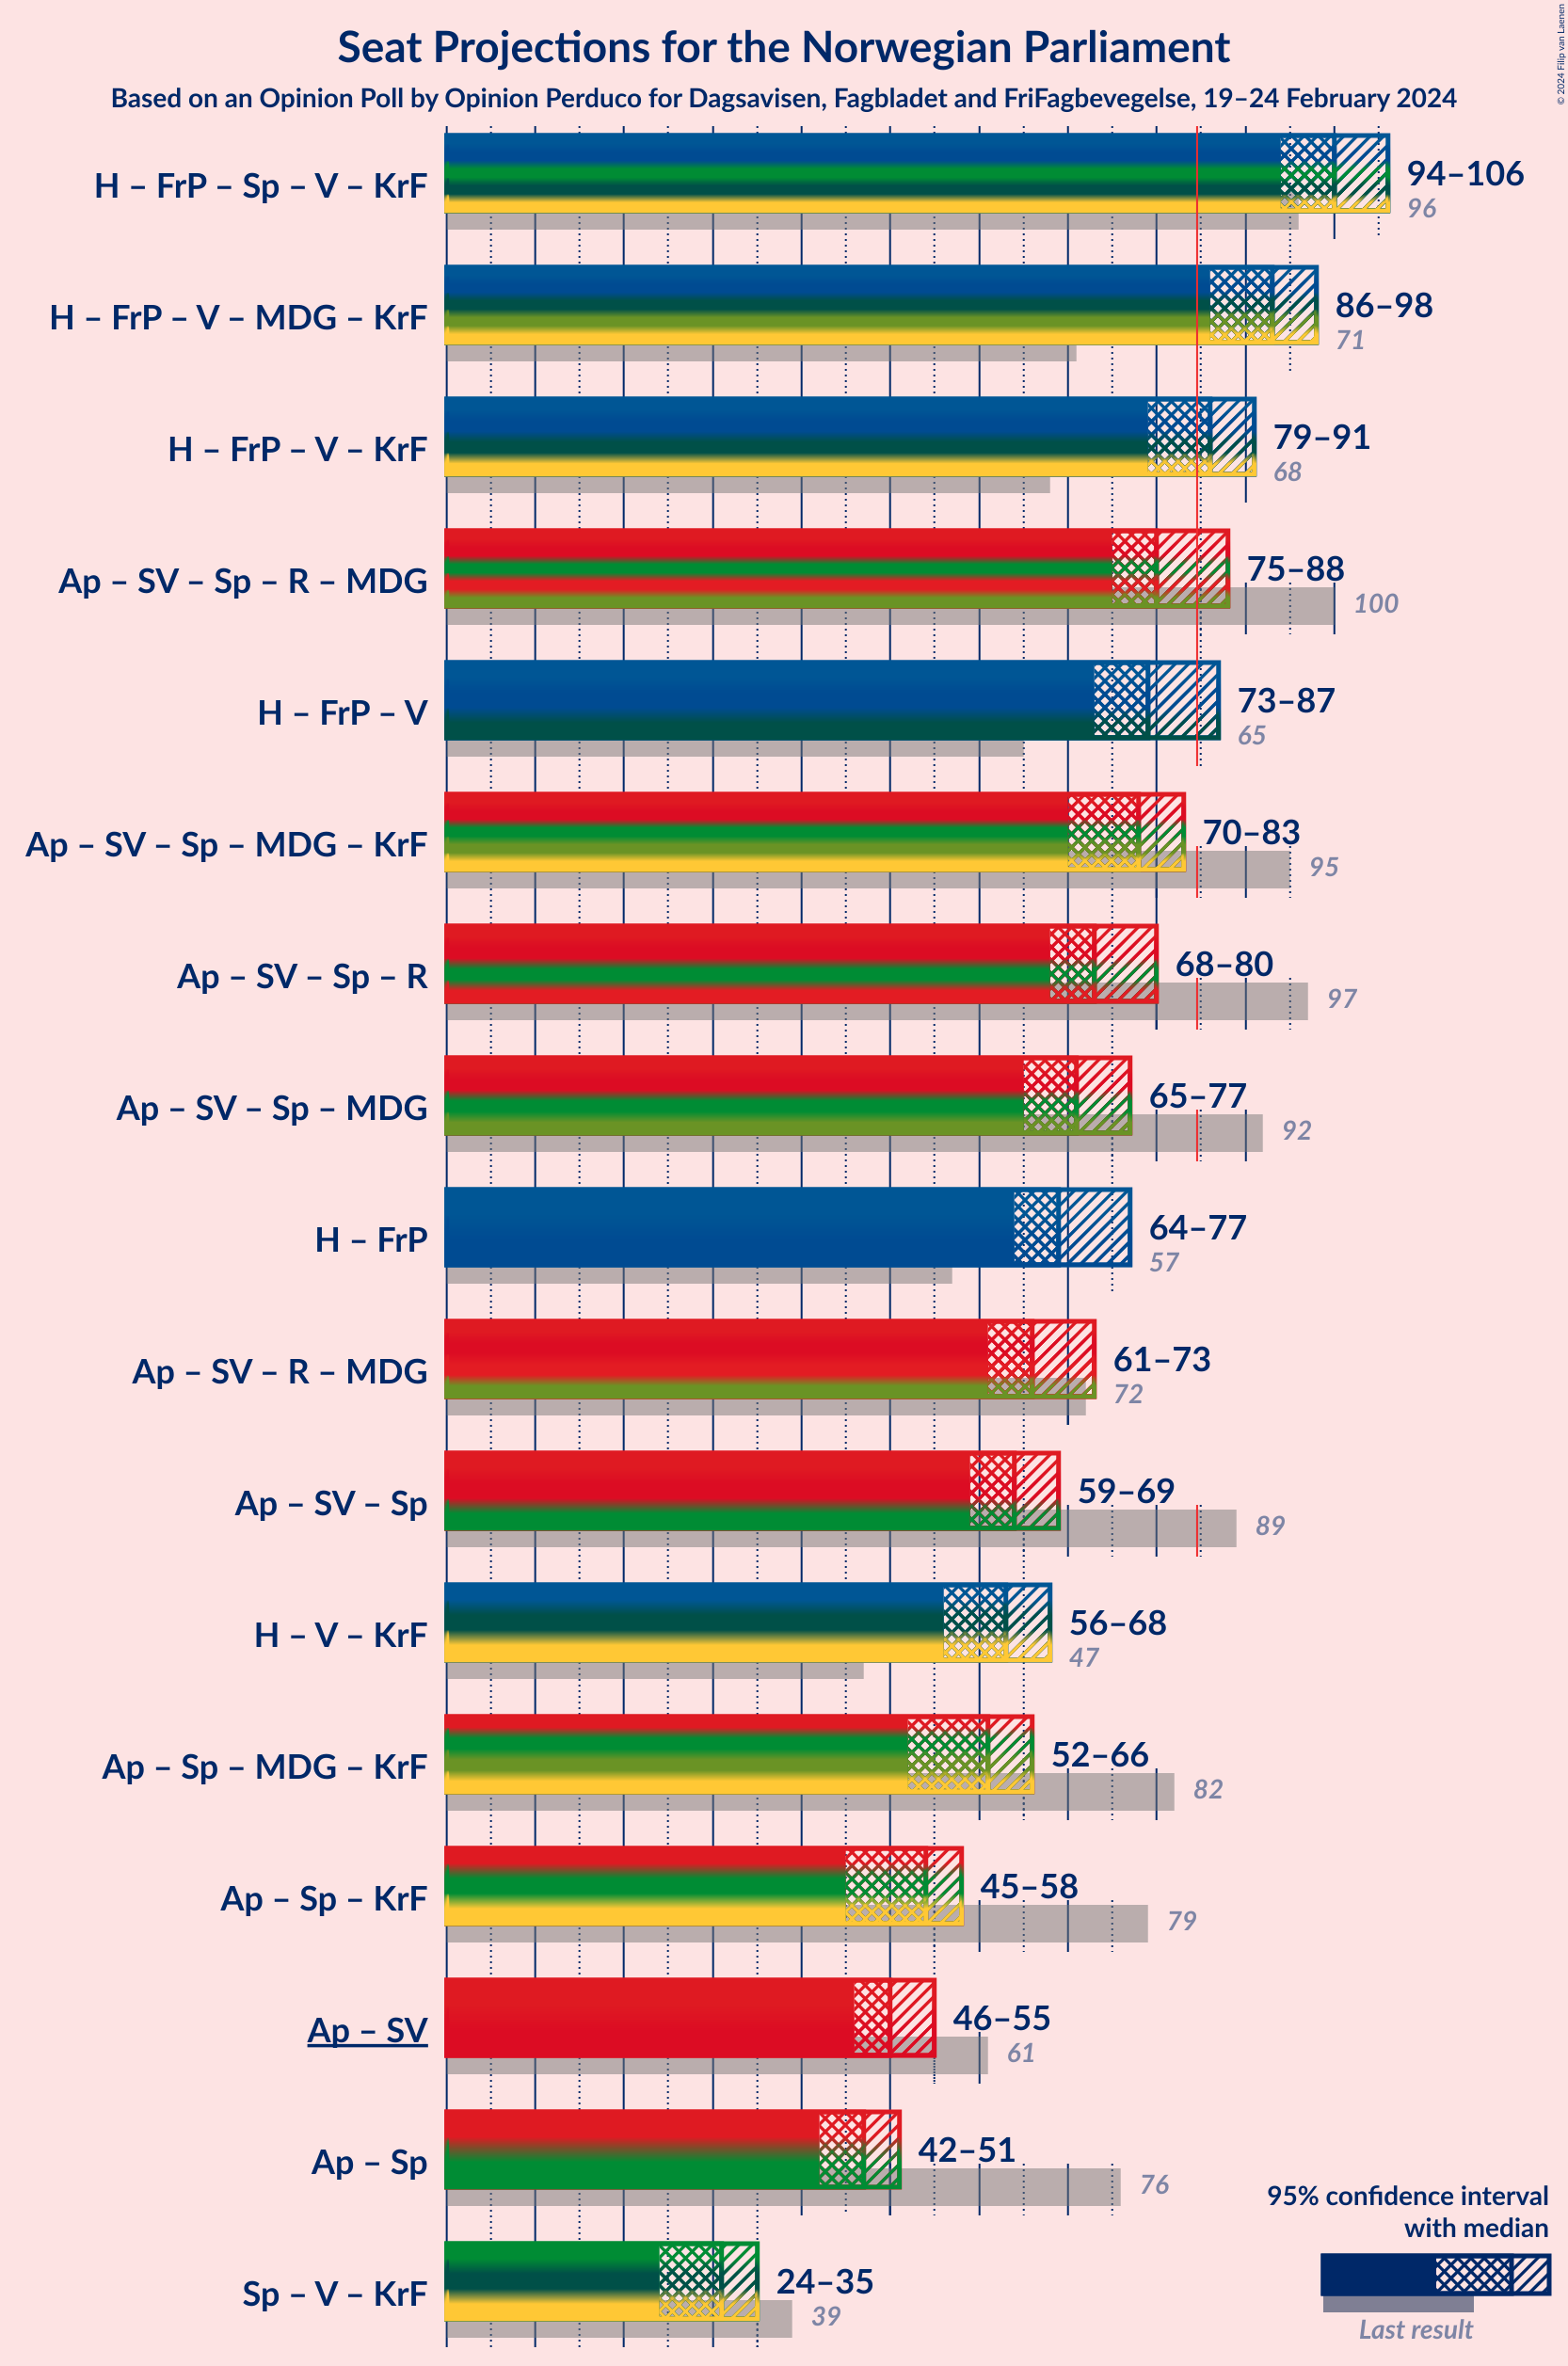 Seat Projections for the Norwegian Parliament
Based on an Opinion Poll by Opinion Perduco for Dagsavisen, Fagbladet and FriFagbevegelse, 19–24 February 2024
© 2024 Filip van Laenen
H – FrP – Sp – V – KrF
94–106
96
H – FrP – V – MDG – KrF
86–98
71
H – FrP – V – KrF
79–91
68
Ap – SV – Sp – R – MDG
75–88
100
H – FrP – V
73–87
65
Ap – SV – Sp – MDG – KrF
70–83
95
Ap – SV – Sp – R
68–80
97
Ap – SV – Sp – MDG
65–77
92
H – FrP
64–77
57
Ap – SV – R – MDG
61–73
72
Ap – SV – Sp
59–69
89
H – V – KrF
56–68
47
Ap – Sp – MDG – KrF
52–66
82
Ap – Sp – KrF
45–58
79
Ap – SV
46–55
61
Ap – Sp
42–51
76
Sp – V – KrF
24–35
39
95% confidence interval
with median
Last result